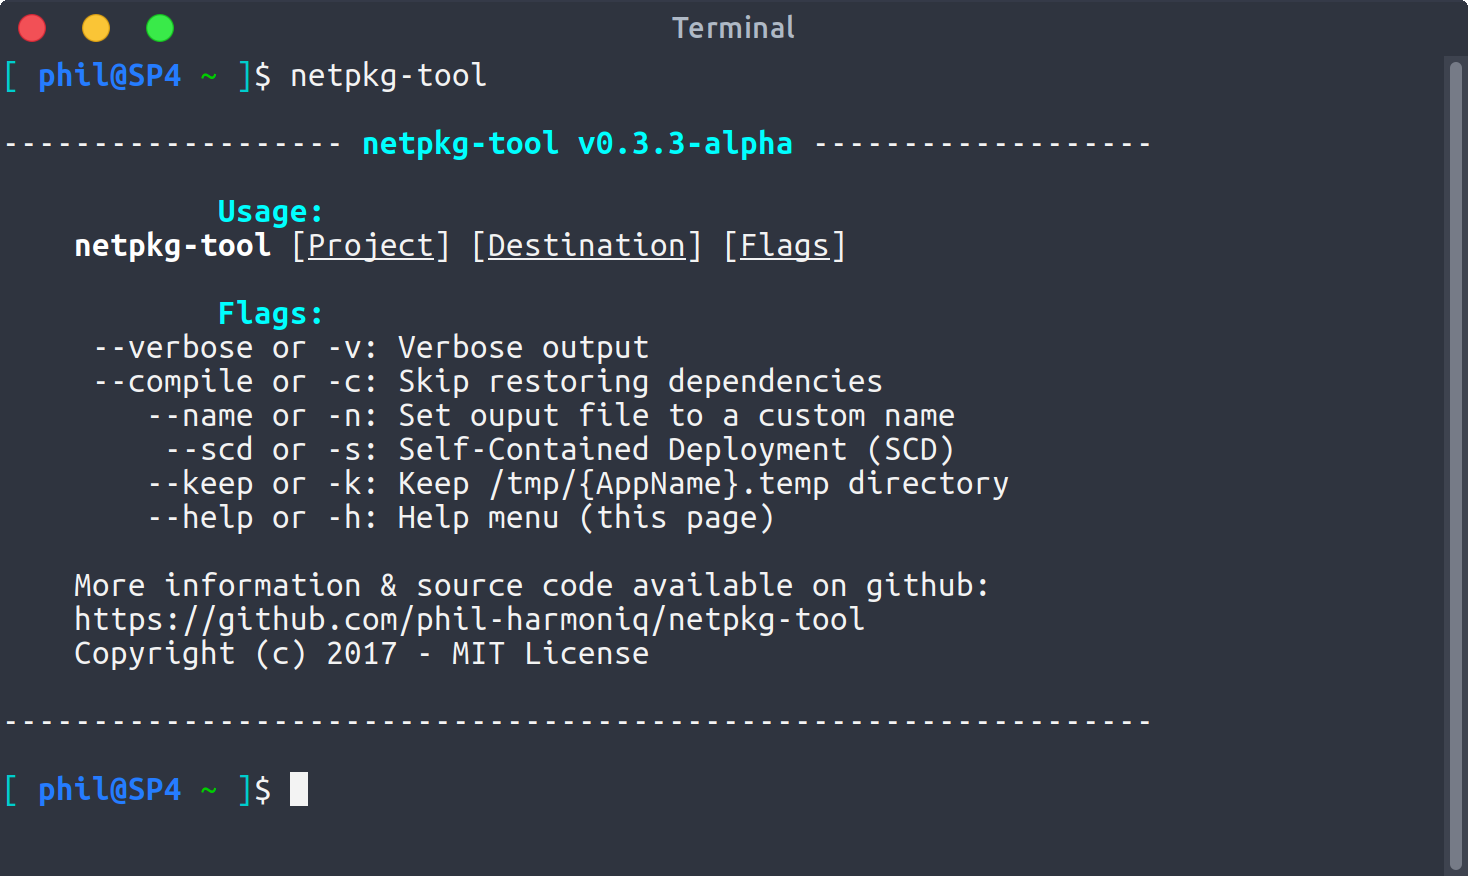 Terminal
[ phil@SP4 ~ ]$ netpkg-tool
------------------- netpkg-tool v0.3.3-alpha -------------------
Usage:
netpkg-tool [Project] [Destination] [Flags]
Flags:
--verbose or -v: Verbose output
--compile or -c: Skip restoring dependencies
--name or -n: Set ouput file to a custom name
--scd or -s: Self-Contained Deployment (SCD)
--keep or -k: Keep /tmp/{AppName}.temp directory
--help or -h: Help menu (this page)
More information & source code available on github:
https://github.com/phil-harmoniq/netpkg-tool
Copyright (c) 2017 - MIT License
----------------------------------------------------------------
[ phil@SP4 ~ ]$